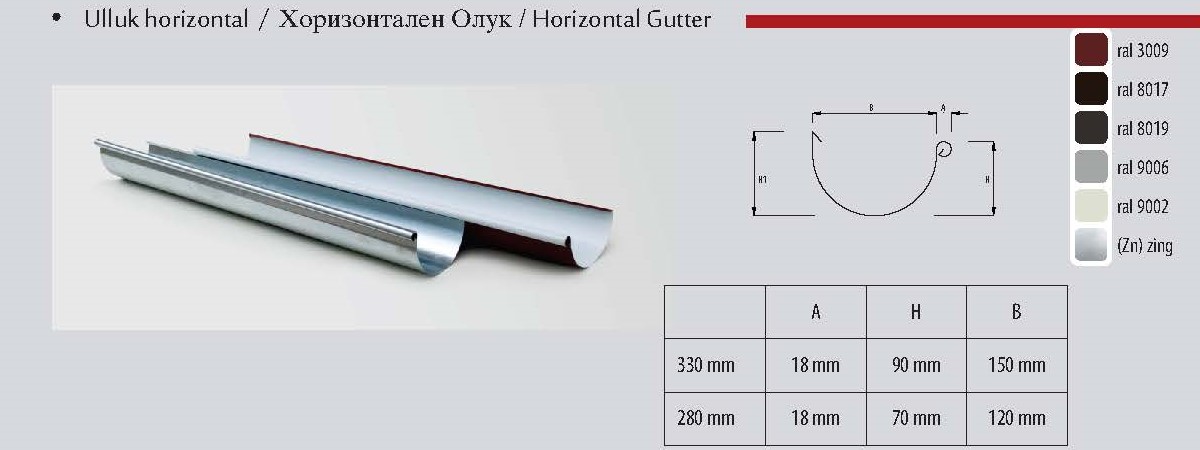 • Ulluk horizontal / Хоризонтален Олук / Horizontal Gutter
ral 3009
ral 8017
ral 8019
ral 9006
ral 9002
(Zn) zing
B A
H1 H
A H B
330 mm 18 mm 90 mm 150 mm
280 mm 18 mm 70 mm 120 mm